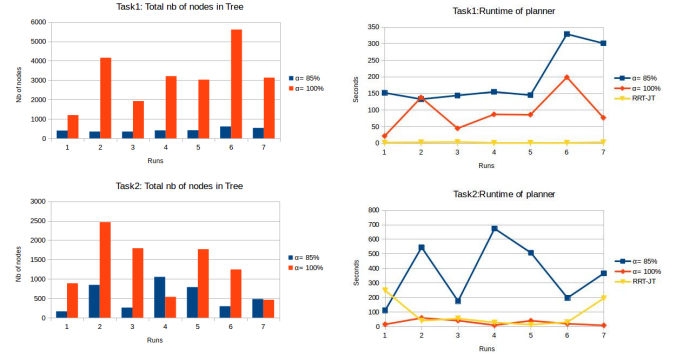 Task1: Total nb of nodes in Tree
6000
5000
4000
3000
2000
1000
0
Nb of nodes
1 2 3 4 5 6 7
Runs
α= 85%
α= 100%
Task1:Runtime of planner
350
300
250
200
150
100
50
0
Seconds
1 2 3 4 5 6 7
Runs
α= 85%
α= 100%
RRT-JT
Task2: Total nb of nodes in Tree
3000
2500
2000
1500
1000
500
0
Nb of nodes
1 2 3 4 5 6 7
Runs
α= 85%
α= 100%
Task2:Runtime of planner
800
700
600
500
400
300
200
100
0
Seconds
1 2 3 4 5 6 7
Runs
α= 85%
α= 100%
RRT-JT